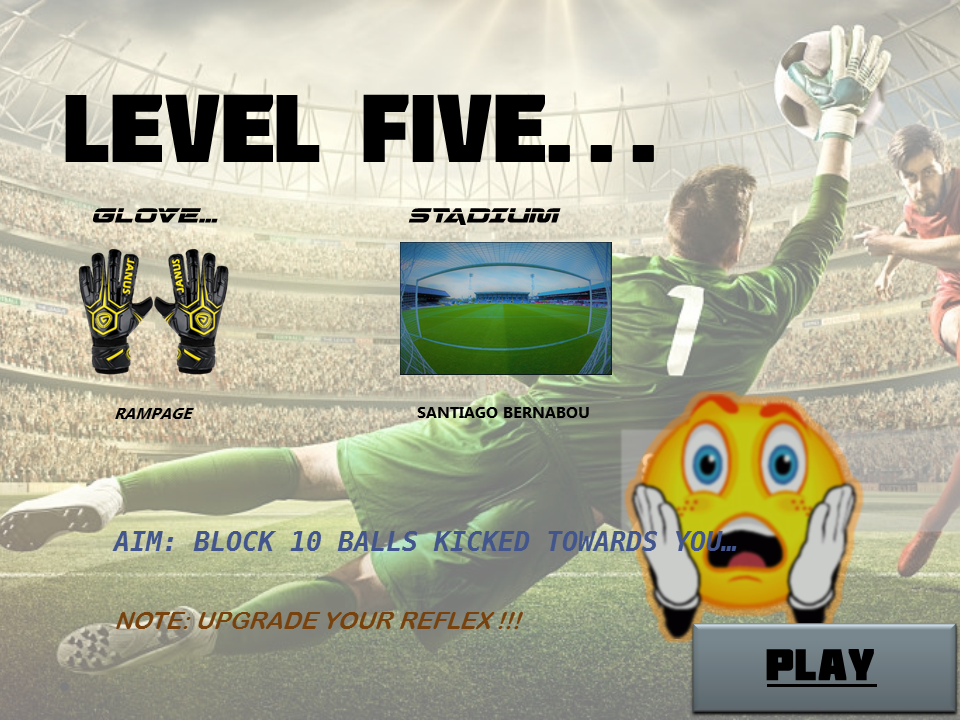 LEVEL FIVE...
GLOVE... STADIUM
JANUS JANUS
1
RAMPAGE SANTIAGO BERNABOU
AIM: BLOCK 10 BALLS KICKED TOWARDS YOU...
NOTE: UPGRADE YOUR REFLEX !!!
PLAY